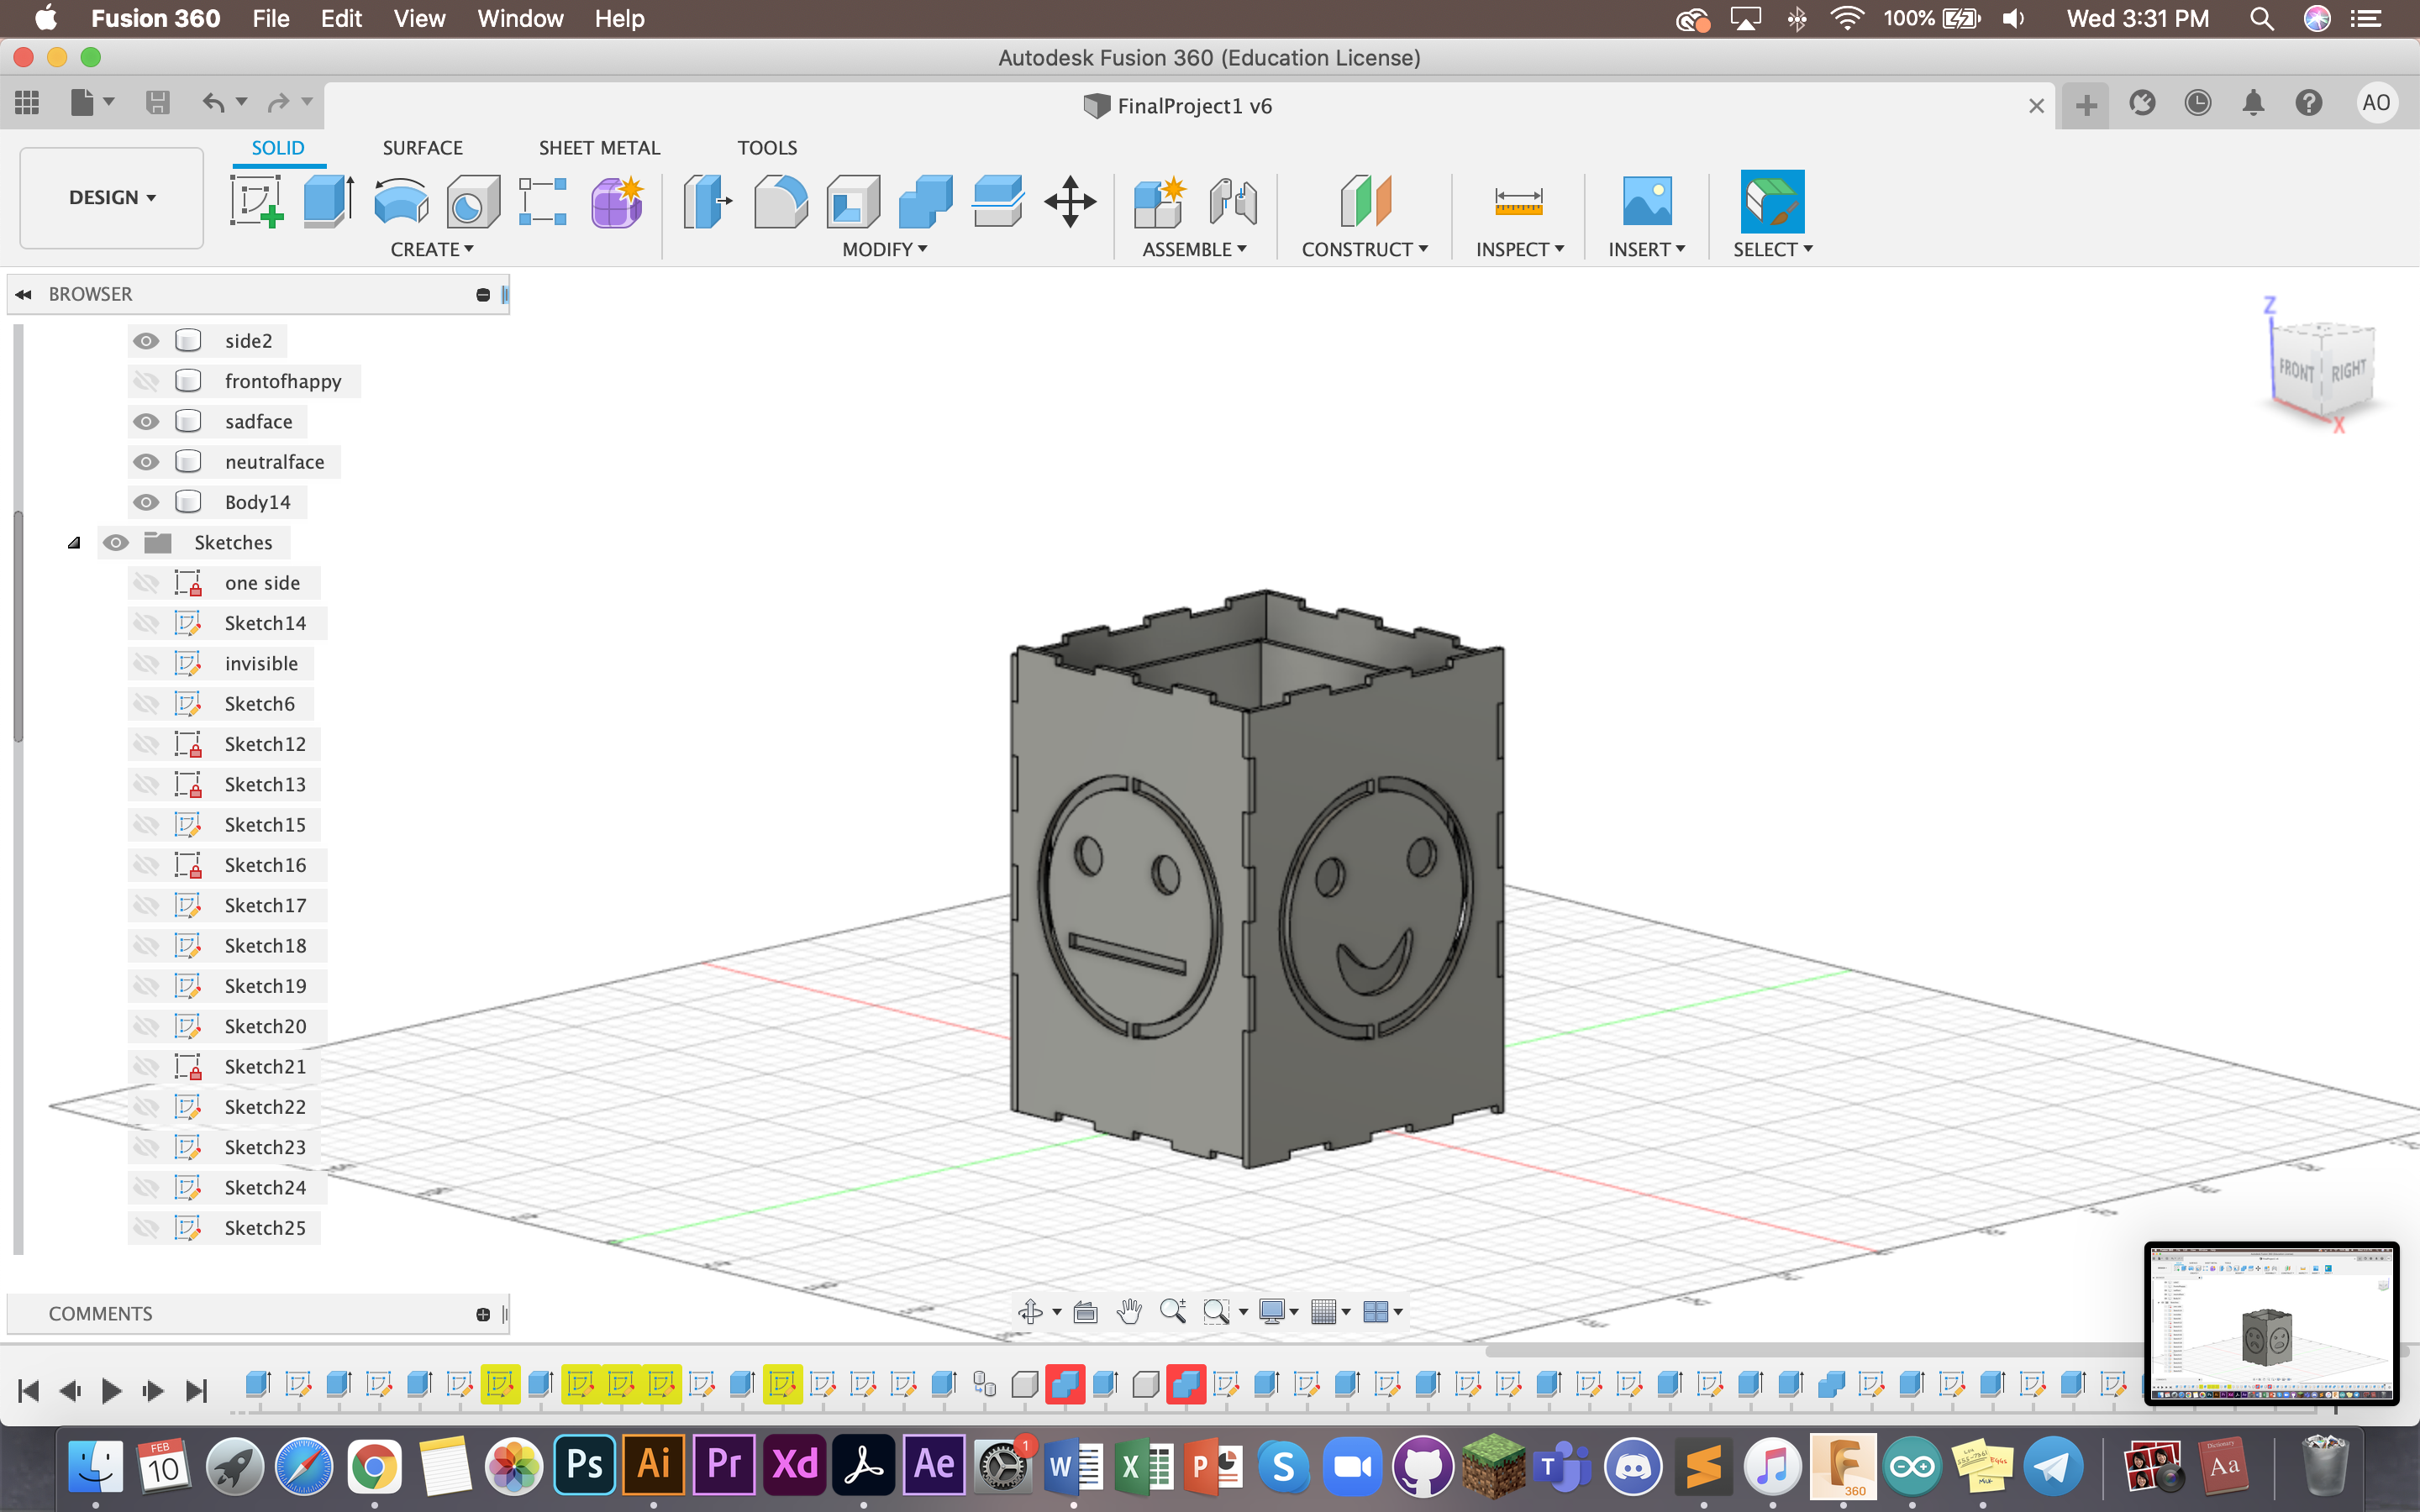 Fusion 360 File Edit View Window Help 100% Wed 3:31 PM
Autodesk Fusion 360 (Education License)
FinalProject1 v6 AO
SOLID SURFACE SHEET METAL TOOLS
DESIGN
CREATE MODIFY ASSEMBLE CONSTRUCT INSPECT INSERT SELECT
BROWSER
side2
frontofhappy
sadface
neutralface
Body14
Sketches
one side
Sketch14
invisible
Sketch6
Sketch12
Sketch13
Sketch15
Sketch16
Sketch17
Sketch18
Sketch19
Sketch20
Sketch21
Sketch22
Sketch23
Sketch24
Sketch25
Z
FRONT RIGHT
X
COMMENTS
FEB
10
Ps Ai Pr Xd Ae 1 W X P S T F
360
Dictionary
Aa
EGGS
MILK